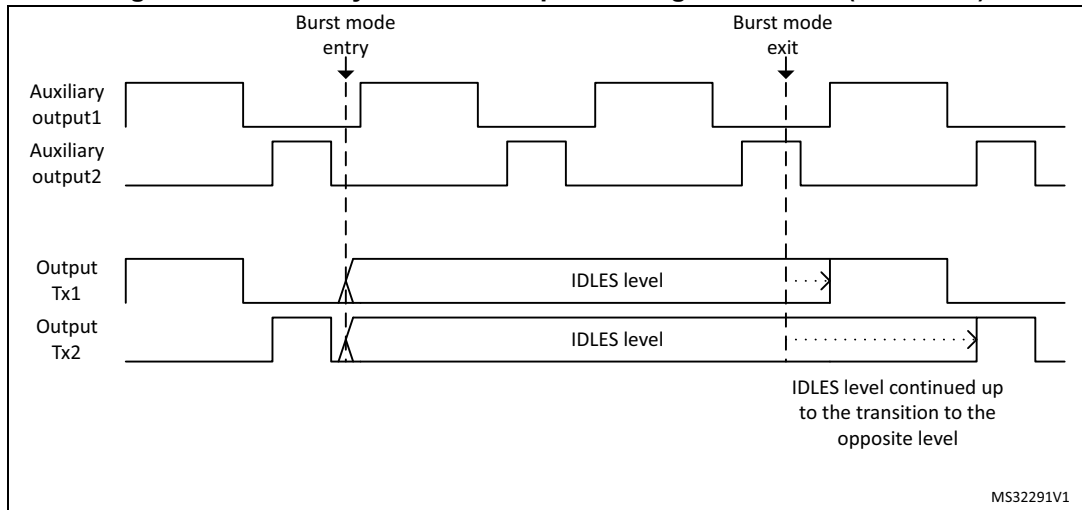 Burst mode
entry
Burst mode
exit
Auxiliary
output1
Auxiliary
output2
Output
Tx1
IDLES level
Output
Tx2
IDLES level
IDLES level continued up
to the transition to the
opposite level
MS32291V1